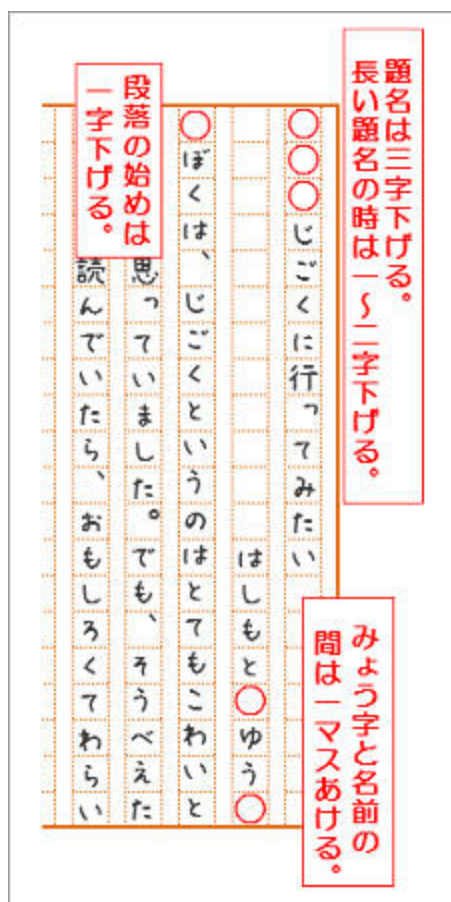 題名は三字下げる。
長い題名の時は一～二字下げる。
じごくに行ってみたい
みょう字と名前の
間は一マスあける。
はしもと　ゆう
ぼくは、じごくというのはとてもこわいと
段落の始めは
一字下げる。
思っていました。でも、そうべえた
読んでいたら、おもしろくてわらい